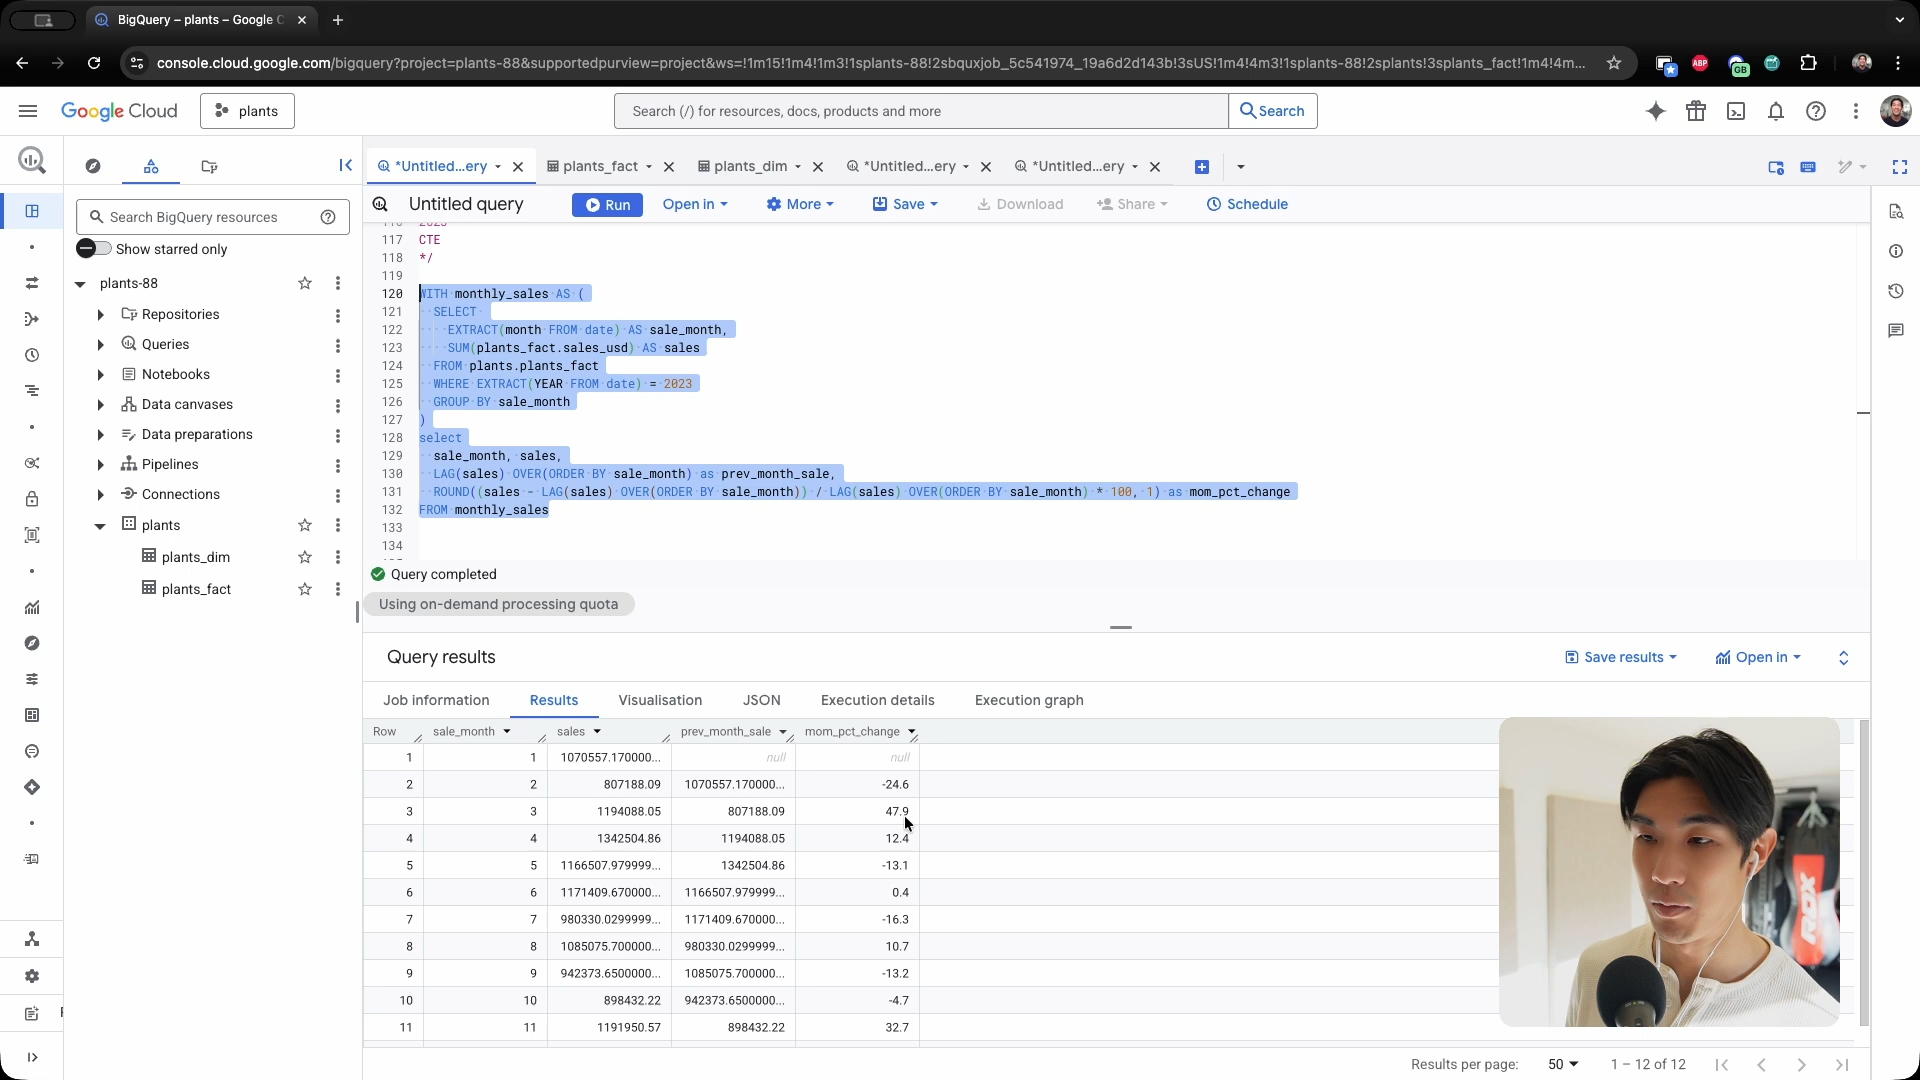 BigQuery – plants – Google C
console.cloud.google.com/bigquery?project=plants-88&supportedpurview=project&ws=!1m15!1m4!1m3!1splants-88!2sbquxjob_5c541974_19a6d2d143b!3sUS!1m4!4m3!1splants-88!2splants!3splants_fact!1m4!4m...
ABP
GB
Google Cloud
plants
Search (/) for resources, docs, products and more
Search
*Untitled...ery
plants_fact
plants_dim
*Untitled...ery
*Untitled...ery
Search BigQuery resources
Show starred only
plants-88
Repositories
Queries
Notebooks
Data canvases
Data preparations
Pipelines
Connections
plants
plants_dim
plants_fact
Untitled query
Run
Open in
More
Save
Download
Share
Schedule
116 2023
117 CTE
118 */
119
120 WITH monthly_sales AS (
121 SELECT
122 EXTRACT(month FROM date) AS sale_month,
123 SUM(plants_fact.sales_usd) AS sales
124 FROM plants.plants_fact
125 WHERE EXTRACT(YEAR FROM date) = 2023
126 GROUP BY sale_month
127 )
128 select
129 sale_month, sales,
130 LAG(sales) OVER(ORDER BY sale_month) as prev_month_sale,
131 ROUND((sales - LAG(sales) OVER(ORDER BY sale_month)) / LAG(sales) OVER(ORDER BY sale_month) * 100, 1) as mom_pct_change
132 FROM monthly_sales
133
134
Query completed
Using on-demand processing quota
Query results
Save results
Open in
Job information
Results
Visualisation
JSON
Execution details
Execution graph
Row sale_month sales prev_month_sale mom_pct_change
1 1 1070557.170000... null null
2 2 807188.09 1070557.170000... -24.6
3 3 1194088.05 807188.09 47.9
4 4 1342504.86 1194088.05 12.4
5 5 1166507.979999... 1342504.86 -13.1
6 6 1171409.670000... 1166507.979999... 0.4
7 7 980330.0299999... 1171409.670000... -16.3
8 8 1085075.700000... 980330.0299999... 10.7
9 9 942373.6500000... 1085075.700000... -13.2
10 10 898432.22 942373.6500000... -4.7
11 11 1191950.57 898432.22 32.7
RDX
Results per page: 50 1 – 12 of 12